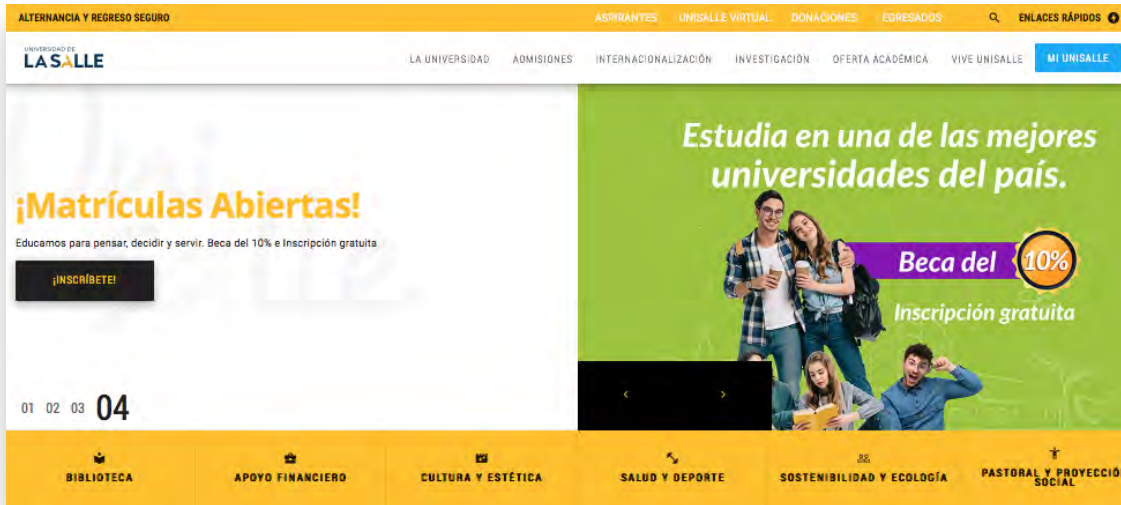 ALTERNANCIA Y REGRESO SEGURO
ASPIRANTES UNISALLE VIRTUAL DONACIONES EGRESADOS ENLACES RÁPIDOS
UNIVERSIDAD DE
LA SALLE
LA UNIVERSIDAD ADMISIONES INTERNACIONALIZACIÓN INVESTIGACIÓN OFERTA ACADÉMICA VIVE UNISALLE MI UNISALLE
¡Matrículas Abiertas!
Educamos para pensar, decidir y servir. Beca del 10% e Inscripción gratuita
¡INSCRÍBETE!
01 02 03 04
Estudia en una de las mejores
universidades del país.
Beca del 10%
Inscripción gratuita
BIBLIOTECA
APOYO FINANCIERO
CULTURA Y ESTÉTICA
SALUD Y DEPORTE
SOSTENIBILIDAD Y ECOLOGÍA
PASTORAL Y PROYECCIÓ
SOCIAL